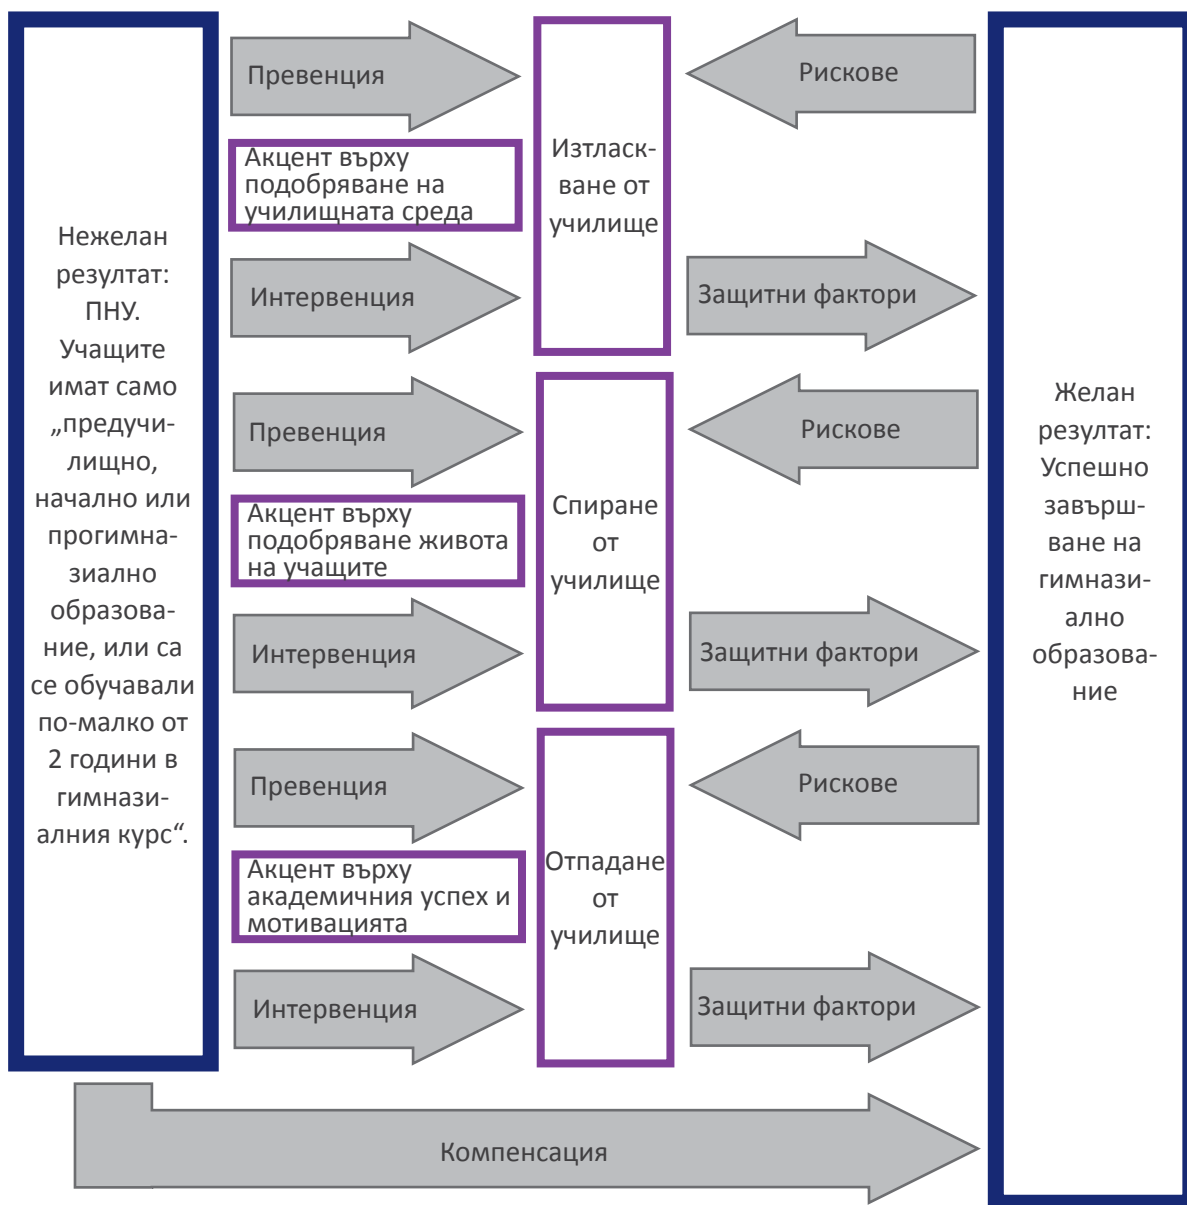 Нежелан
резултат:
ПНУ.
Учащите
имат само
„предучи-
лищно,
начално или
прогимна-
зиално
образова-
ние, или са
се обучавали
по-малко от
2 години в
гимнази-
алния курс“.
Превенция
Акцент върху
подобряване на
училищната среда
Интервенция
Изтласк-
ване от
училище
Рискове
Защитни фактори
Превенция
Акцент върху
подобряване живота
на учащите
Интервенция
Спиране
от
училище
Рискове
Защитни фактори
Превенция
Акцент върху
академичния успех и
мотивацията
Интервенция
Отпадане
от
училище
Рискове
Защитни фактори
Желан
резултат:
Успешно
завърш-
ване на
гимнази-
ално
образова-
ние
Компенсация